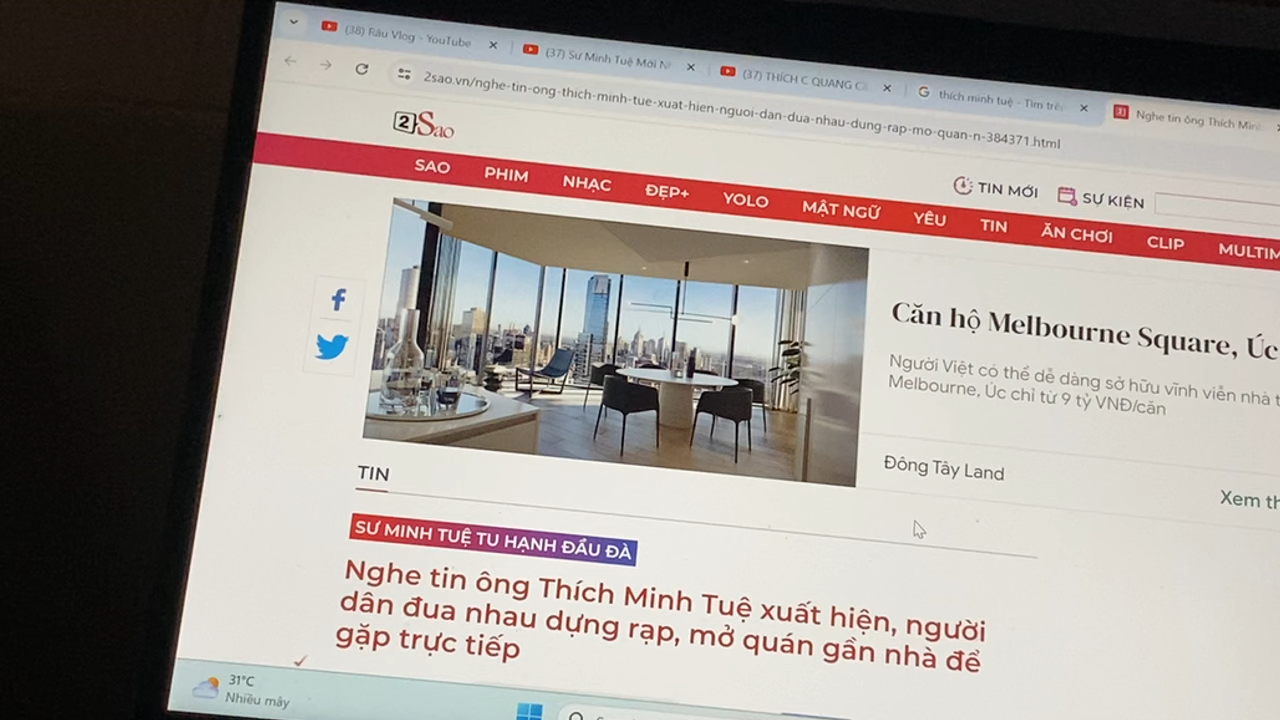 (38) Râu Vlog - YouTube
(37) Sư Minh Tuệ Mới
(37) THÍCH C QUANG
thích minh tuệ - Tìm trê
Nghe tin ông Thích Min
2sao.vn/nghe-tin-ong-thich-minh-tue-xuat-hien-nguoi-dan-dua-nhau-dung-rap-mo-quan-n-384371.html
2Sao
TIN MỚI
SỰ KIỆN
SAO PHIM NHẠC ĐẸP+ YOLO MẬT NGỮ YÊU TIN ĂN CHƠI CLIP MULTIM
Căn hộ Melbourne Square, Úc
Người Việt có thể dễ dàng sở hữu vĩnh viễn nhà t
Melbourne, Úc chỉ từ 9 tỷ VNĐ/căn
Đông Tây Land
Xem th
TIN
SƯ MINH TUỆ TU HẠNH ĐẦU ĐÀ
Nghe tin ông Thích Minh Tuệ xuất hiện, người
dân đua nhau dựng rạp, mở quán gần nhà để
gặp trực tiếp
31°C
Nhiều mây